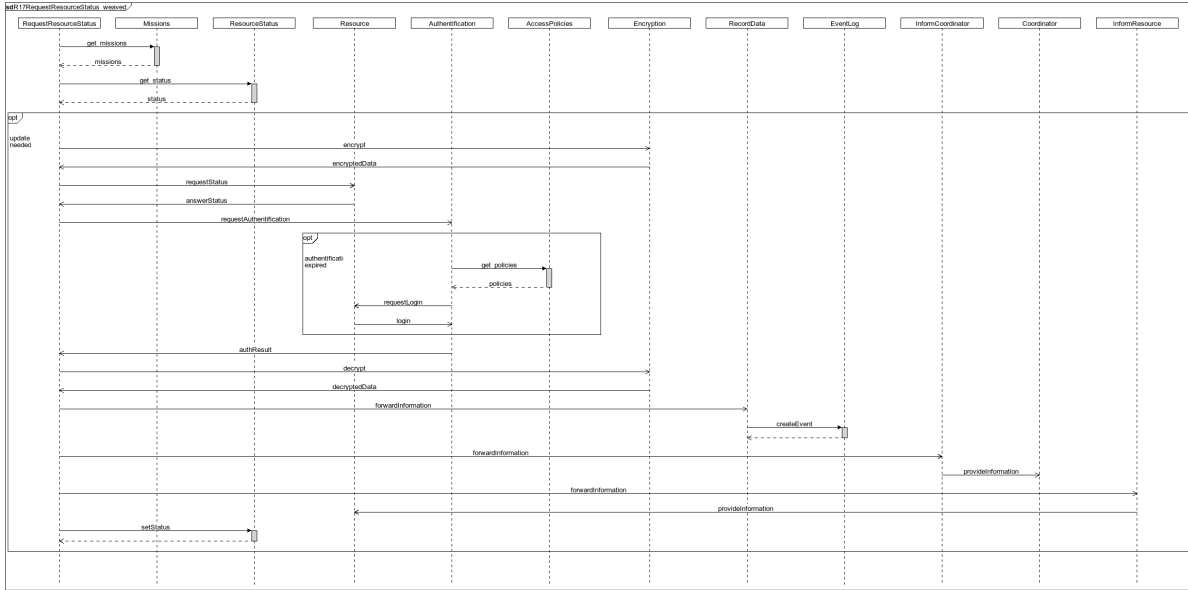 sdR17RequestResourceStatus_weaved
RequestResourceStatus Missions ResourceStatus Resource Authentification AccessPolicies Encryption RecordData EventLog InformCoordinator Coordinator InformResource
get_missions
missions
get_status
status
opt
update
needed
encrypt
encryptedData
requestStatus
answerStatus
requestAuthentification
opt
authentificati
expired
get_policies
policies
requestLogin
login
authResult
decrypt
decryptedData
forwardInformation
createEvent
forwardInformation
provideInformation
forwardInformation
provideInformation
setStatus